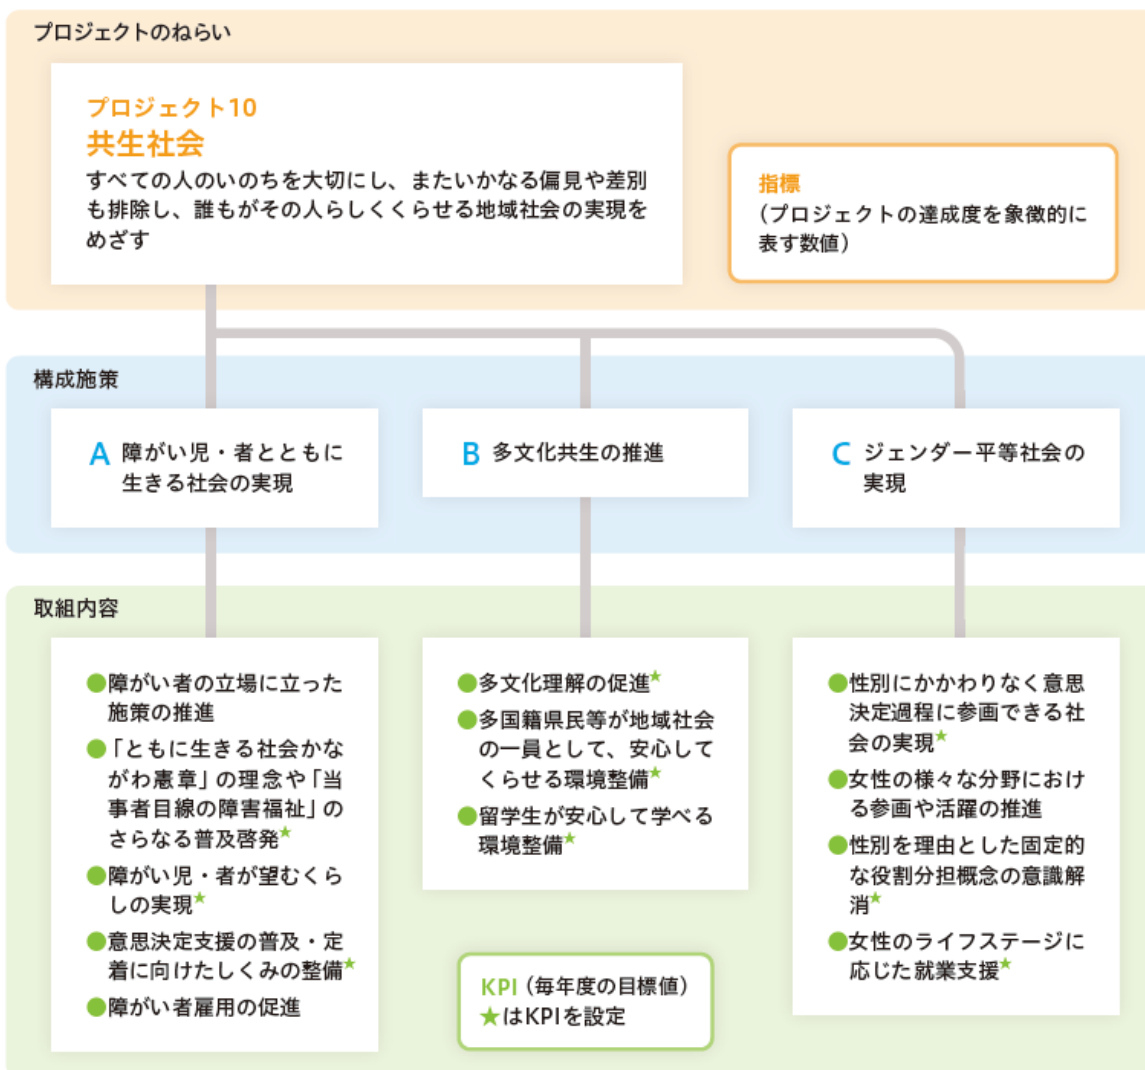 プロジェクトのねらい
プロジェクト10
共生社会
すべての人のいのちを大切にし、またいかなる偏見や差別
も排除し、誰もがその人らしくくらせる地域社会の実現を
めざす
指標
（プロジェクトの達成度を象徴的に
表す数値）
構成施策
A 障がい児・者とともに
生きる社会の実現
B 多文化共生の推進
C ジェンダー平等社会の
実現
取組内容
●障がい者の立場に立った
施策の推進
●「ともに生きる社会かな
がわ憲章」の理念や「当
事者目線の障害福祉」の
さらなる普及啓発★
●障がい児・者が望むくら
しの実現★
●意思決定支援の普及・定
着に向けたしくみの整備★
●障がい者雇用の促進
●多文化理解の促進★
●多国籍県民等が地域社会
の一員として、安心して
くらせる環境整備★
●留学生が安心して学べる
環境整備★
KPI（毎年度の目標値）
★はKPIを設定
●性別にかかわりなく意思
決定過程に参画できる社
会の実現★
●女性の様々な分野におけ
る参画や活躍の推進
●性別を理由とした固定的
な役割分担概念の意識解
消★
●女性のライフステージに
応じた就業支援★